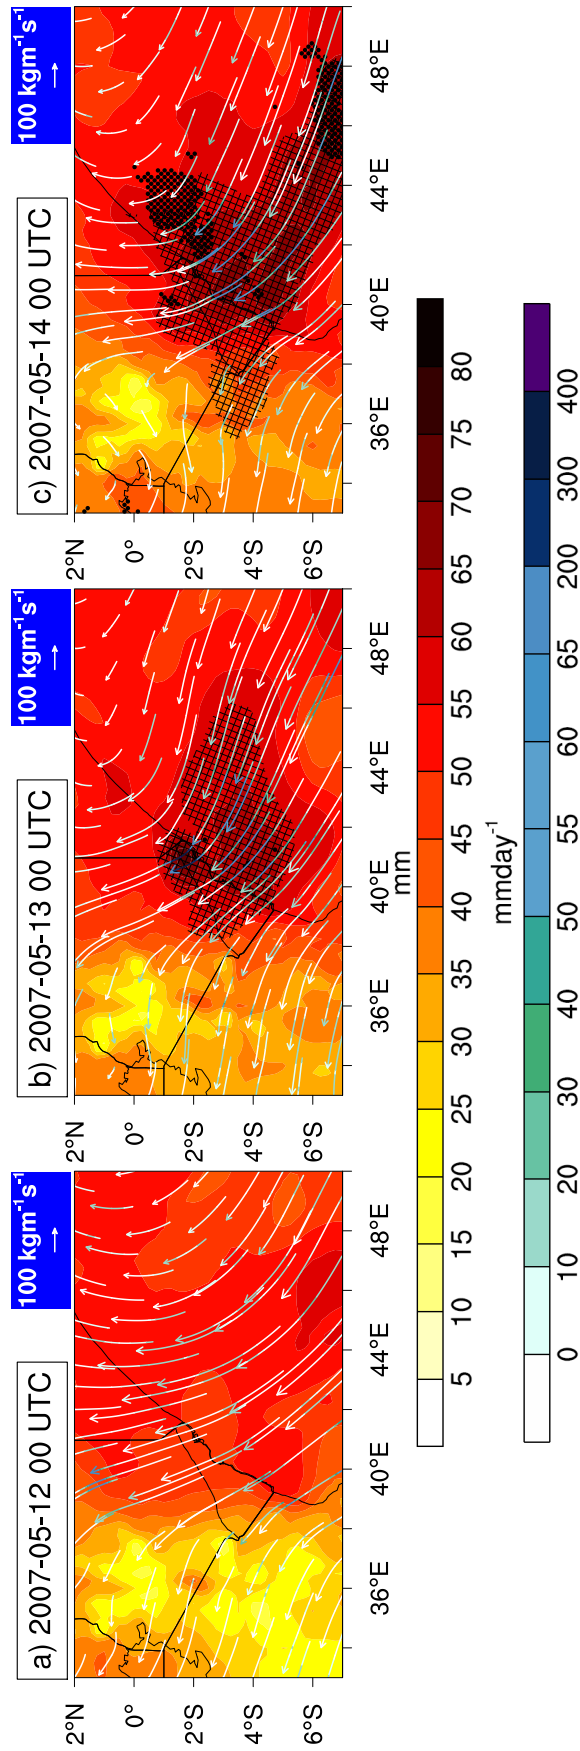 a) 2007-05-12 00 UTC
100 kgm⁻¹s⁻¹
2°N
0°
2°S
4°S
6°S
36°E
40°E
44°E
48°E
b) 2007-05-13 00 UTC
100 kgm⁻¹s⁻¹
2°N
0°
2°S
4°S
6°S
36°E
40°E
44°E
48°E
c) 2007-05-14 00 UTC
100 kgm⁻¹s⁻¹
2°N
0°
2°S
4°S
6°S
36°E
40°E
44°E
48°E
mm
5 10 15 20 25 30 35 40 45 50 55 60 65 70 75 80
mmday⁻¹
0 10 20 30 40 50 55 60 65 200 300 400